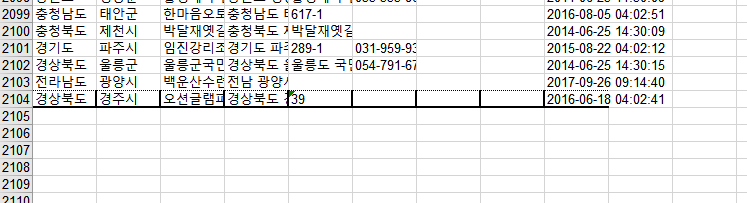 2099 충청남도 태안군 한마음오토 충청남도 617-1 2016-08-05 04:02:51
2100 충청북도 제천시 박달재옛길 충청북도 박달재옛길 2014-06-25 14:30:09
2101 경기도 파주시 임진강리조 경기도 파주 289-1 031-959-93 2015-08-22 04:02:12
2102 경상북도 울릉군 울릉군국민 경상북도 울릉도 국민 054-791-67 2014-06-25 14:30:15
2103 전라남도 광양시 백운산수련 전남 광양시 2017-09-26 09:14:40
2104 경상북도 경주시 오션글램핑 경상북도 39 2016-06-18 04:02:41
2105
2106
2107
2108
2109
2110